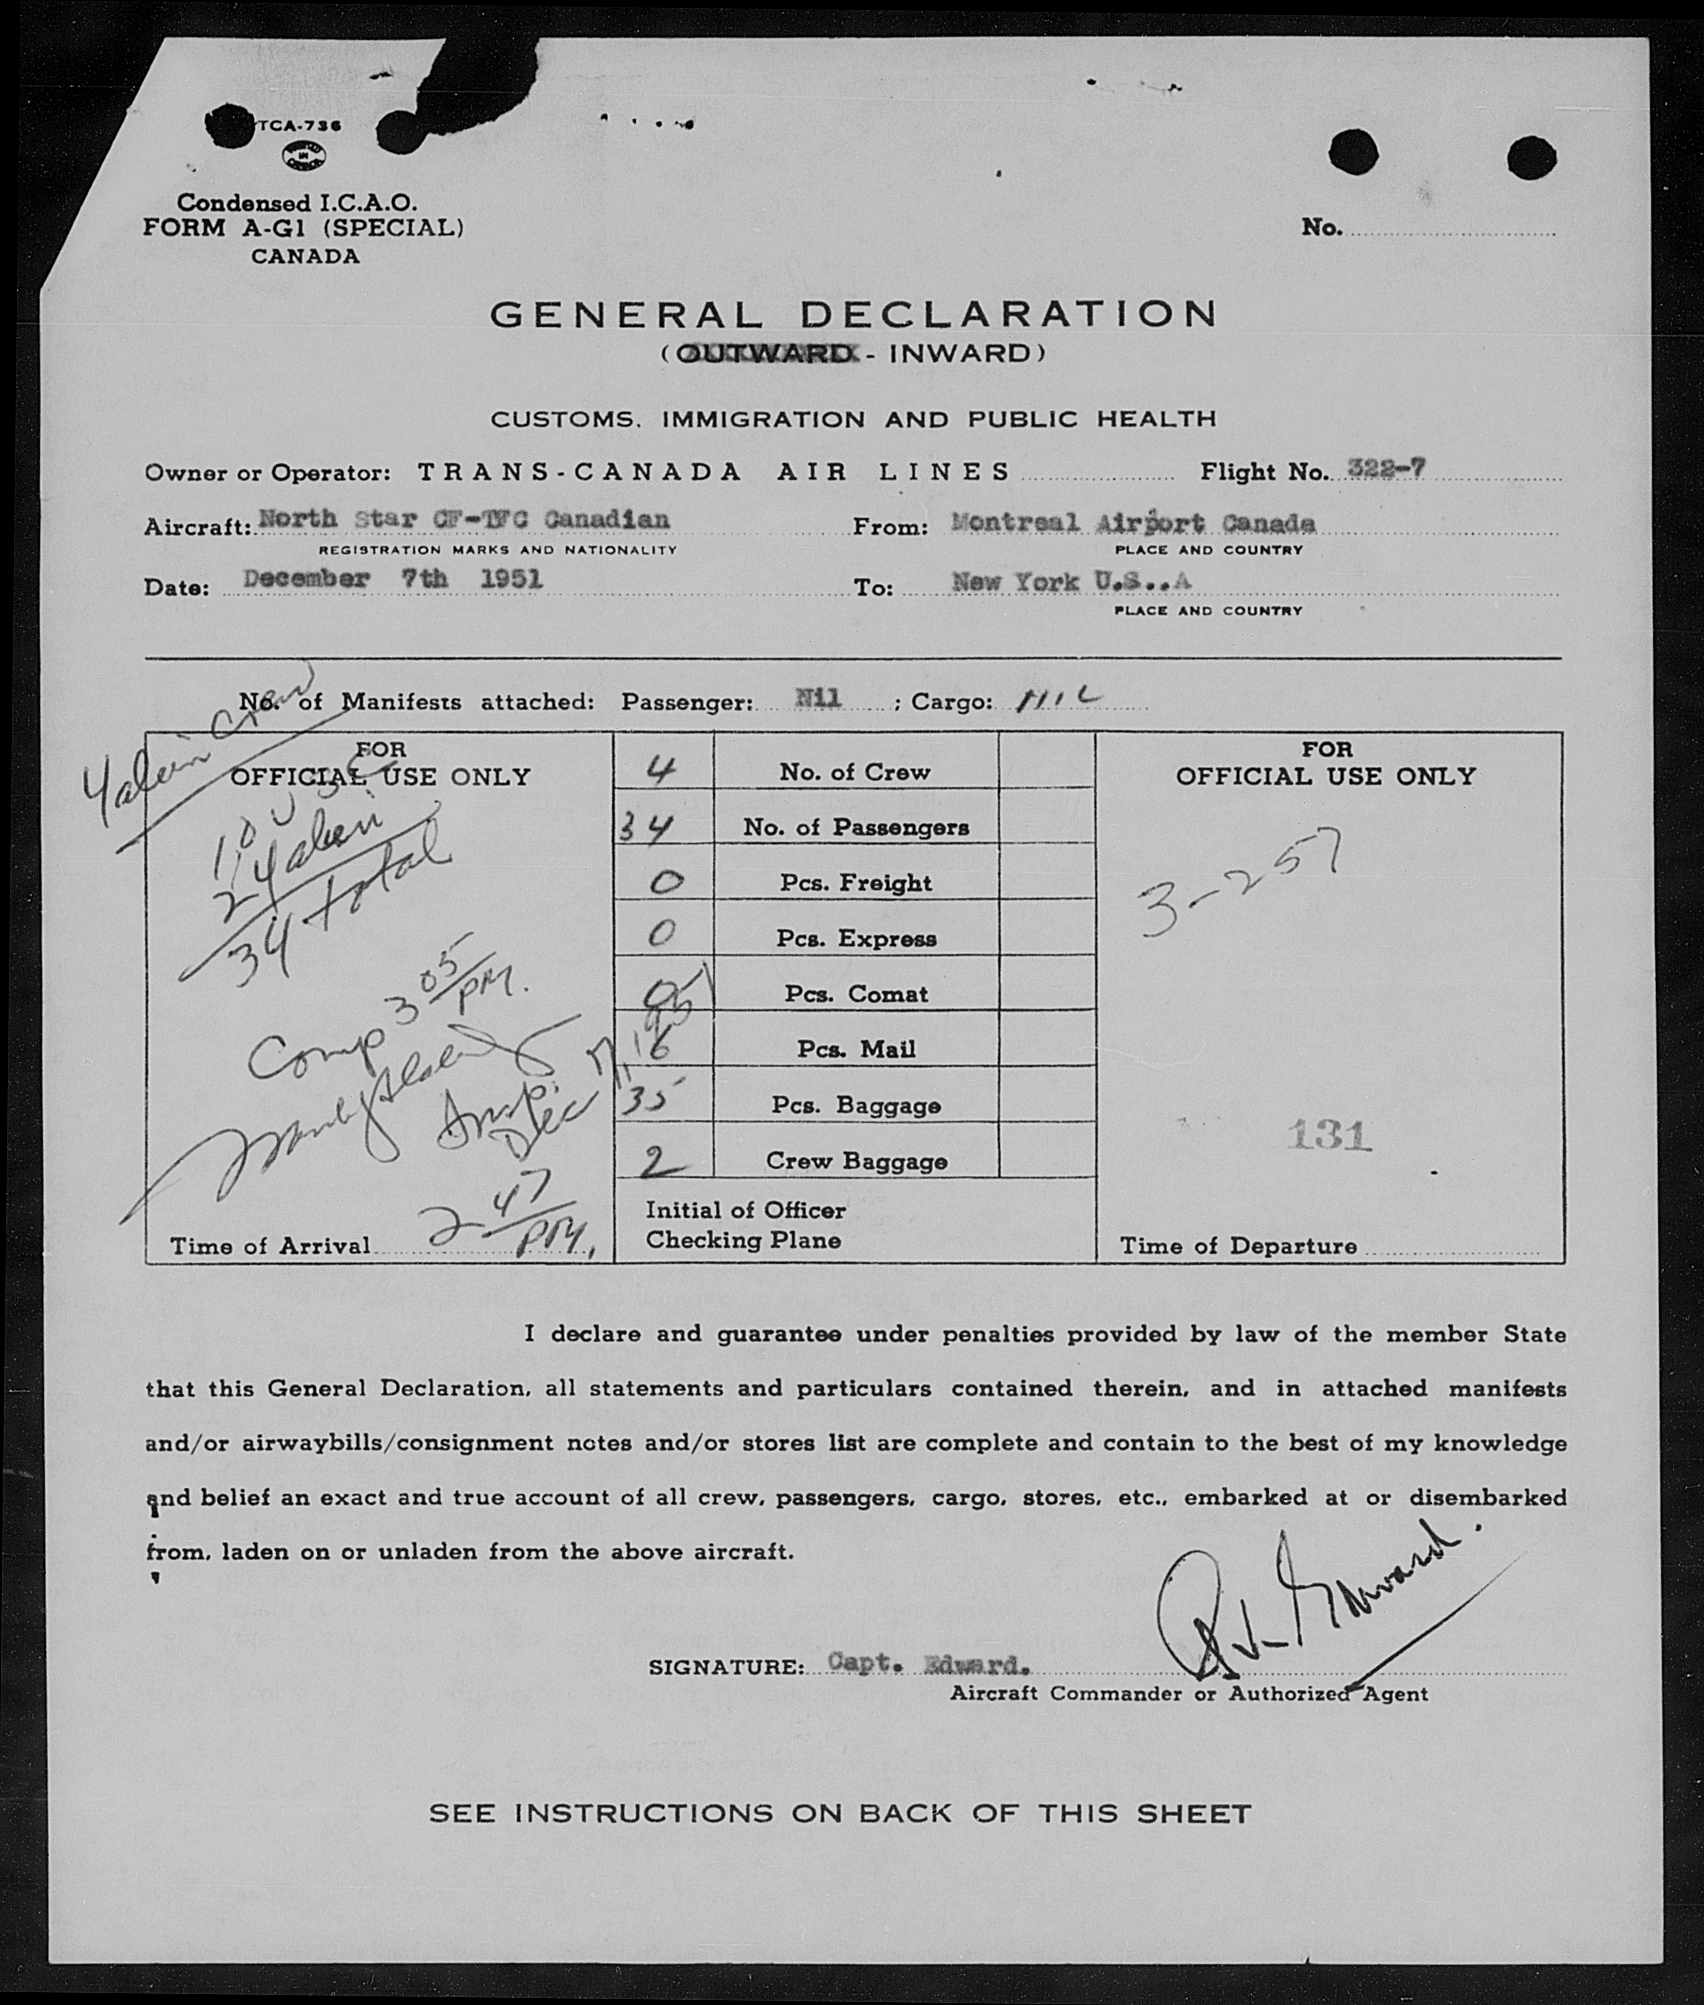 TCA-736
Condensed I.C.A.O.
FORM A-G1 (SPECIAL)
CANADA
No.
GENERAL DECLARATION
(OUTWARD - INWARD)
CUSTOMS, IMMIGRATION AND PUBLIC HEALTH
Owner or Operator: TRANS-CANADA AIR LINES Flight No. 322-7
Aircraft: North Star CF-TFC Canadian From: Montreal Airport Canada
REGISTRATION MARKS AND NATIONALITY PLACE AND COUNTRY
Date: December 7th 1951 To: New York U.S..A
PLACE AND COUNTRY
No. of Manifests attached: Passenger: Nil ; Cargo: NIL
4 alien crew
FOR
OFFICIAL USE ONLY
10 USC
24 alien
34 total
Comp 3 05 PM.
Insp.
Dec 7, 1951
Time of Arrival 2 47 PM.
4 No. of Crew
34 No. of Passengers
0 Pcs. Freight
0 Pcs. Express
0 Pcs. Comat
16 Pcs. Mail
35 Pcs. Baggage
2 Crew Baggage
Initial of Officer
Checking Plane
FOR
OFFICIAL USE ONLY
3-257
131
Time of Departure
I declare and guarantee under penalties provided by law of the member State
that this General Declaration, all statements and particulars contained therein, and in attached manifests
and/or airwaybills/consignment notes and/or stores list are complete and contain to the best of my knowledge
and belief an exact and true account of all crew, passengers, cargo, stores, etc., embarked at or disembarked
from, laden on or unladen from the above aircraft.
SIGNATURE: Capt. Edward.
Aircraft Commander or Authorized Agent
SEE INSTRUCTIONS ON BACK OF THIS SHEET